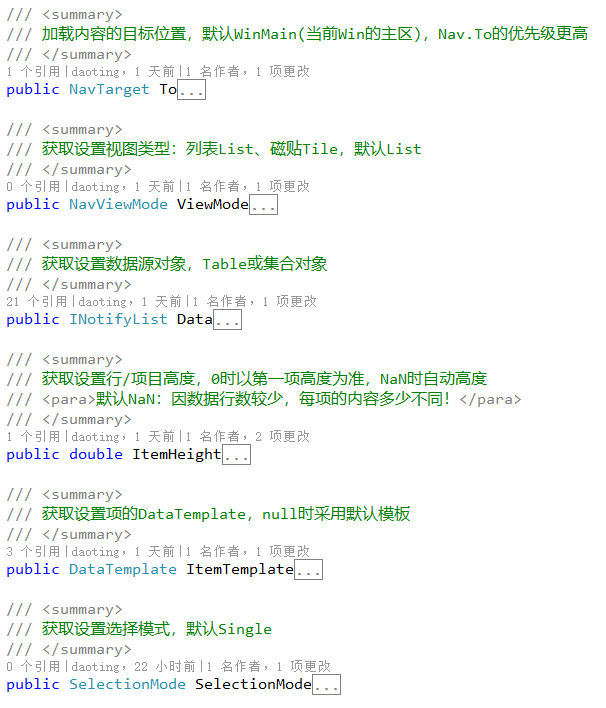 /// <summary>
/// 加载内容的目标位置，默认WinMain(当前Win的主区)，Nav.To的优先级更高
/// </summary>
1 个引用|daoting，1 天前|1 名作者，1 项更改
public NavTarget To...
/// <summary>
/// 获取设置视图类型：列表List、磁贴Tile，默认List
/// </summary>
0 个引用|daoting，1 天前|1 名作者，1 项更改
public NavViewMode ViewMode...
/// <summary>
/// 获取设置数据源对象，Table或集合对象
/// </summary>
21 个引用|daoting，1 天前|1 名作者，1 项更改
public INotifyList Data...
/// <summary>
/// 获取设置行/项目高度，0时以第一项高度为准，NaN时自动高度
/// <para>默认NaN：因数据行数较少，每项的内容多少不同！</para>
/// </summary>
1 个引用|daoting，1 天前|1 名作者，2 项更改
public double ItemHeight...
/// <summary>
/// 获取设置项的DataTemplate，null时采用默认模板
/// </summary>
3 个引用|daoting，1 天前|1 名作者，1 项更改
public DataTemplate ItemTemplate...
/// <summary>
/// 获取设置选择模式，默认Single
/// </summary>
0 个引用|daoting，22 小时前|1 名作者，1 项更改
public SelectionMode SelectionMode...